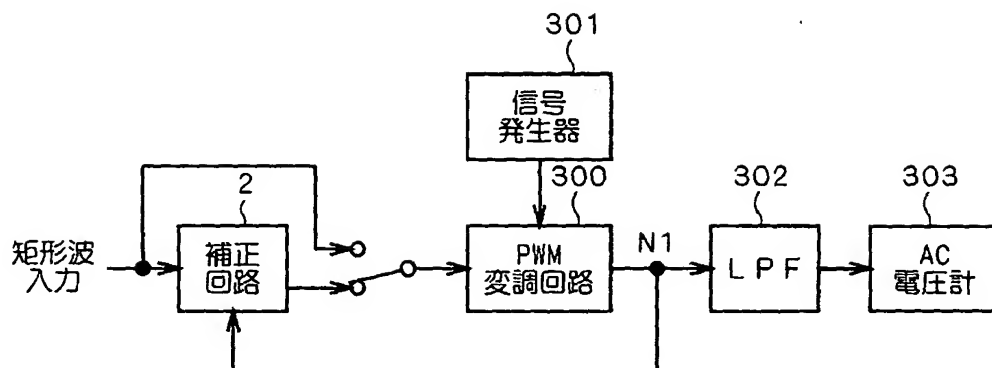 301
信号
発生器
2
300
302
303
矩形波
入力
補正
回路
PWM
変調回路
N1
LPF
AC
電圧計